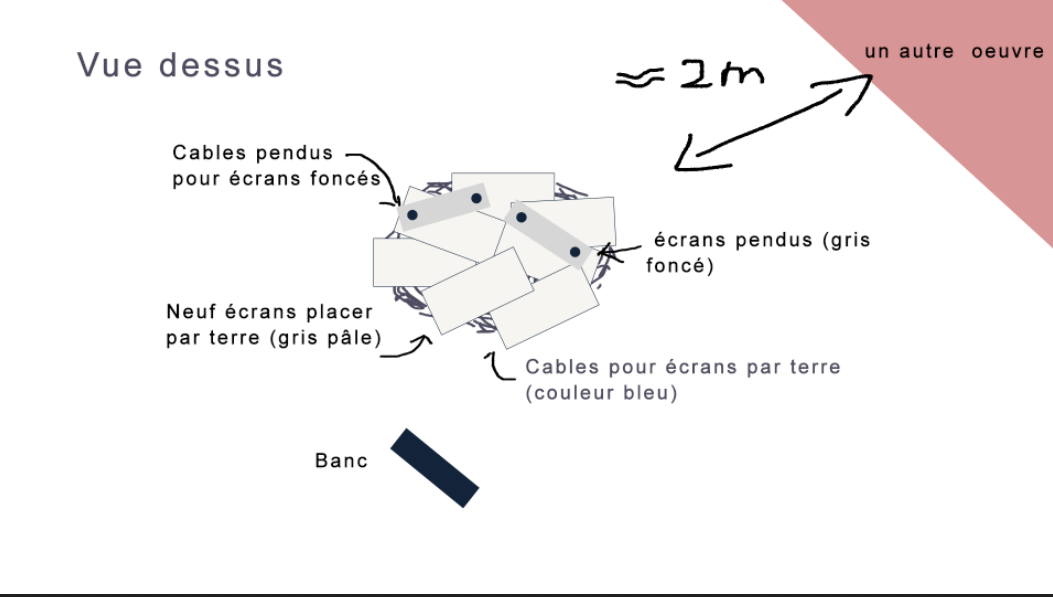 Vue dessus
≈ 2m
un autre oeuvre
Cables pendus
pour écrans foncés
écrans pendus (gris
foncé)
Neuf écrans placer
par terre (gris pâle)
Cables pour écrans par terre
(couleur bleu)
Banc